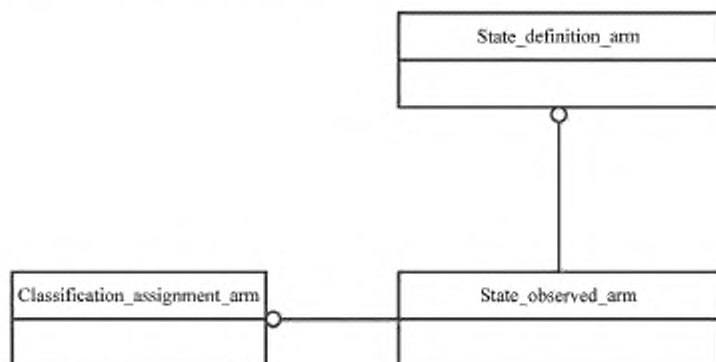 State_definition_arm
Classification_assignment_arm
State_observed_arm